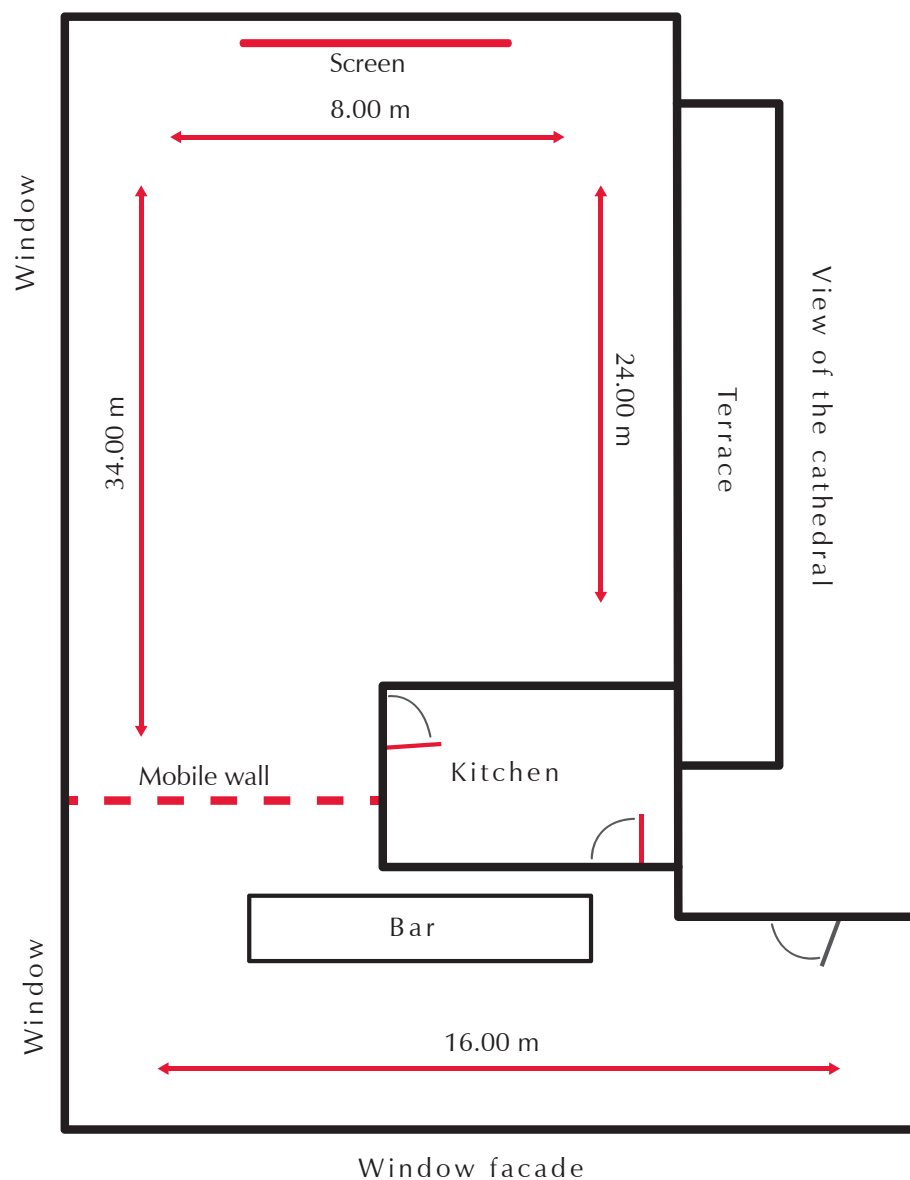 Screen
8.00 m
Window
View of the cathedral
24.00 m
Terrace
34.00 m
Kitchen
Mobile wall
Bar
Window
16.00 m
Window facade